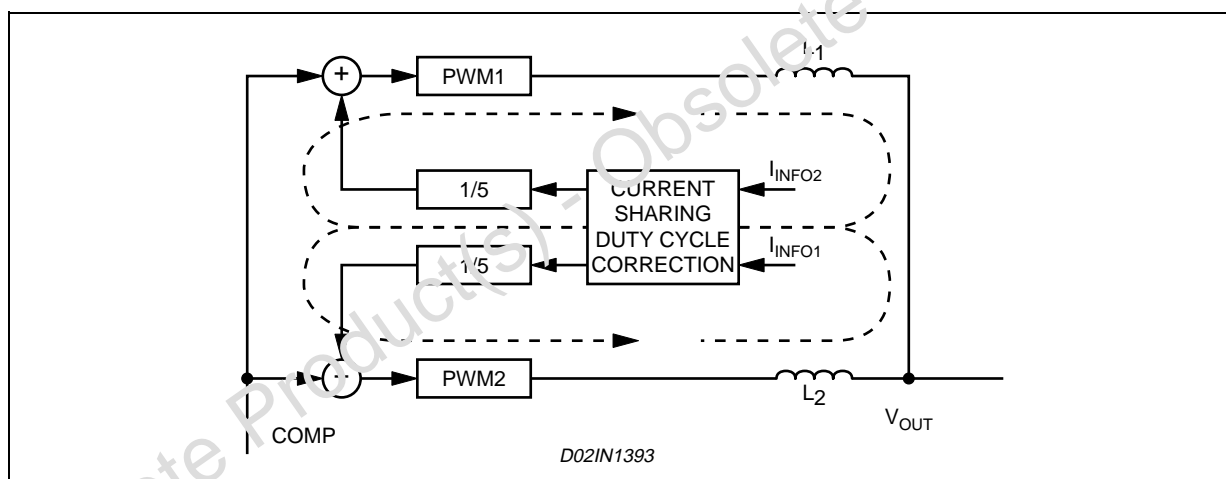 L1
+
PWM1
IINFO2
1/5
CURRENT
SHARING
DUTY CYCLE
CORRECTION
IINFO1
1/5
PWM2
L2
VOUT
COMP
D02IN1393
ete Product(s) - Obsolete